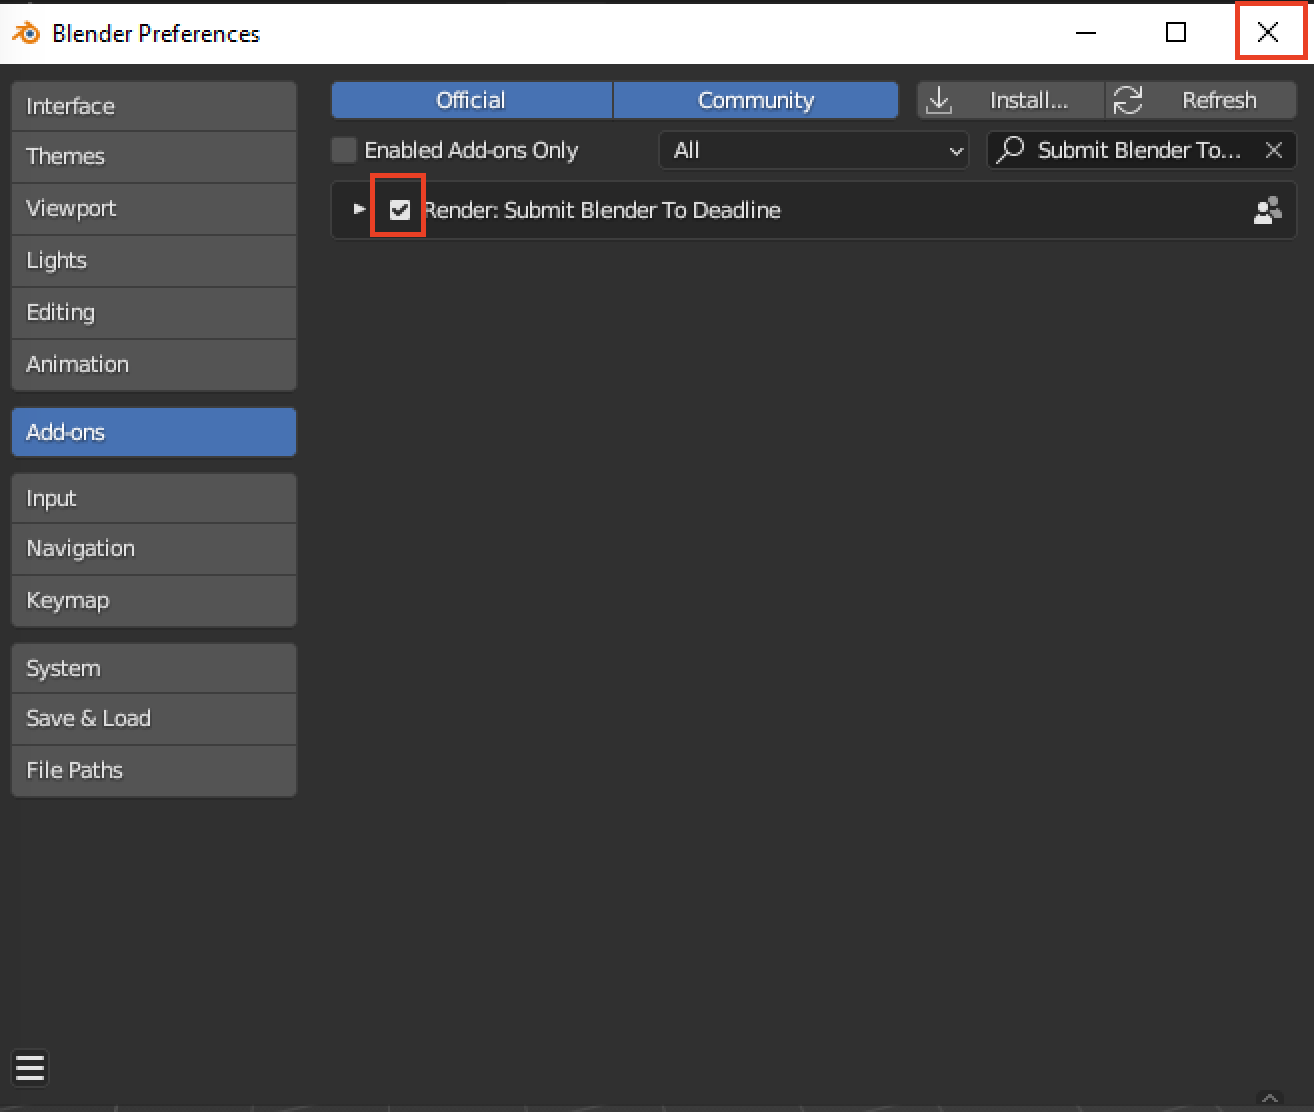 Blender Preferences
Interface
Themes
Viewport
Lights
Editing
Animation
Add-ons
Input
Navigation
Keymap
System
Save & Load
File Paths
Official
Community
Install...
Refresh
Enabled Add-ons Only
All
Submit Blender To...
Render: Submit Blender To Deadline